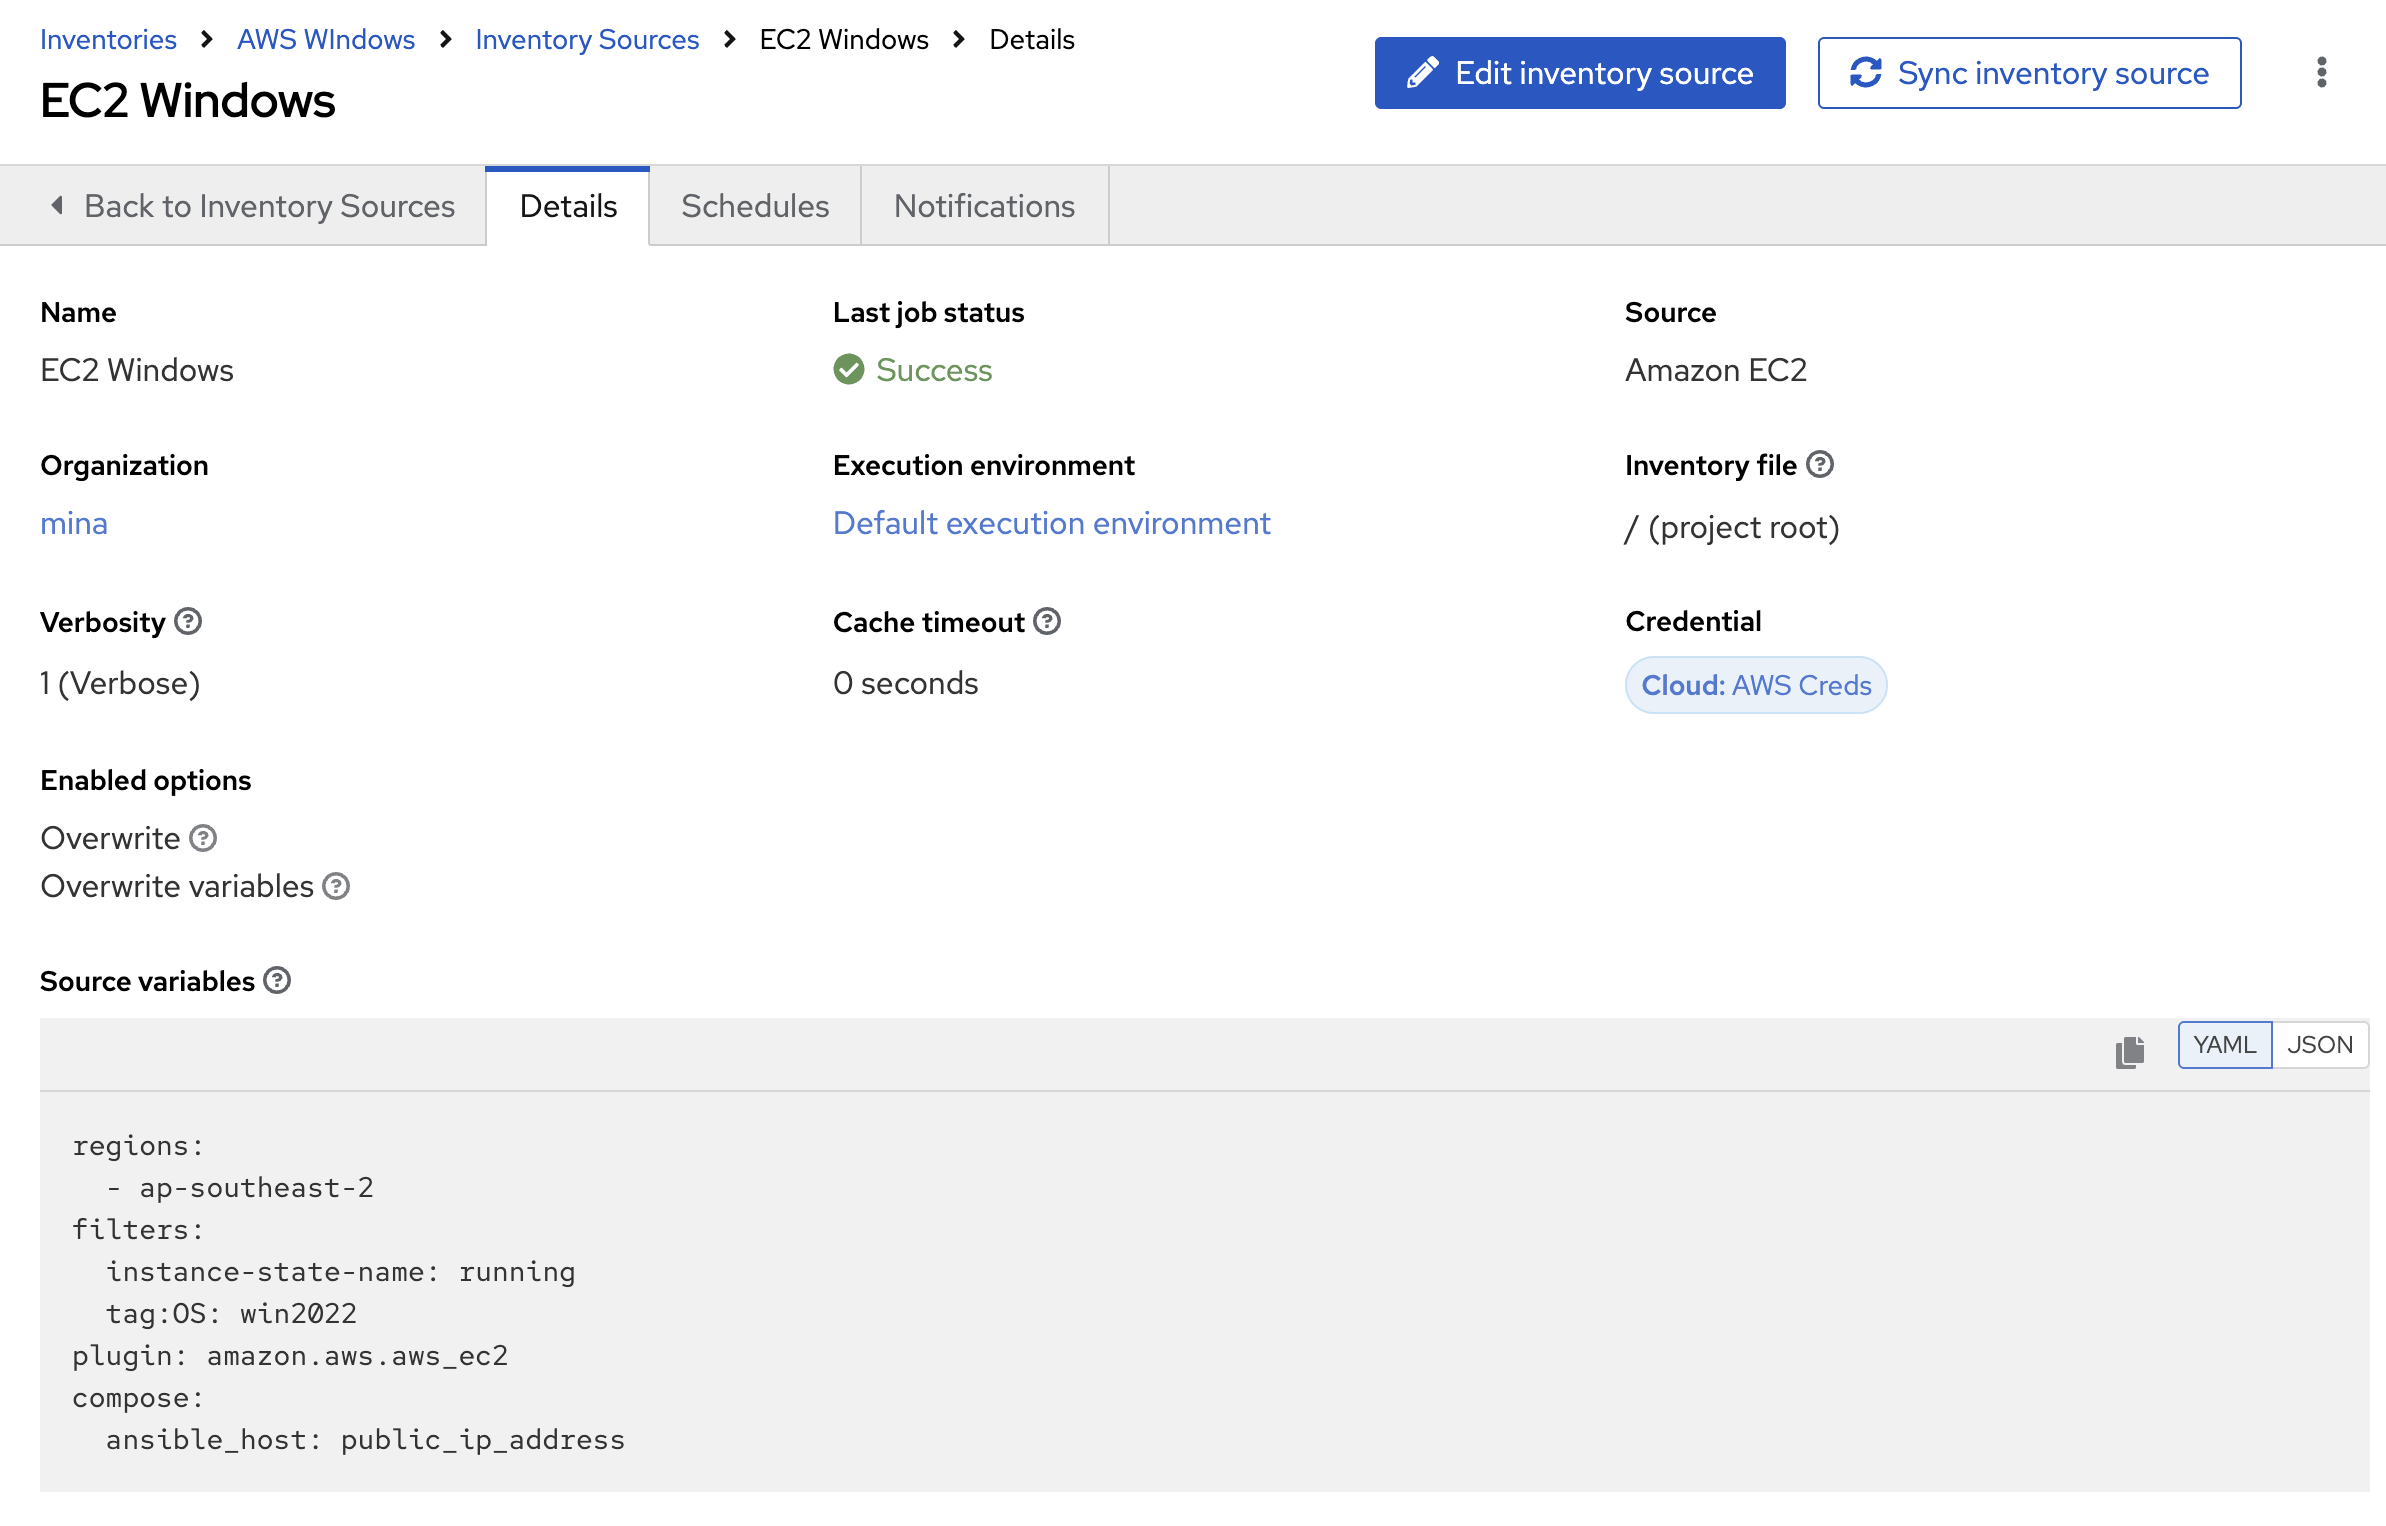 Inventories > AWS WIndows > Inventory Sources > EC2 Windows > Details
EC2 Windows
Edit inventory source
Sync inventory source
Back to Inventory Sources
Details
Schedules
Notifications
Name
Last job status
Source
EC2 Windows
Success
Amazon EC2
Organization
Execution environment
Inventory file
mina
Default execution environment
/ (project root)
Verbosity
Cache timeout
Credential
1 (Verbose)
0 seconds
Cloud: AWS Creds
Enabled options
Overwrite
Overwrite variables
Source variables
YAML
JSON
regions:
  - ap-southeast-2
filters:
  instance-state-name: running
  tag:OS: win2022
plugin: amazon.aws.aws_ec2
compose:
  ansible_host: public_ip_address